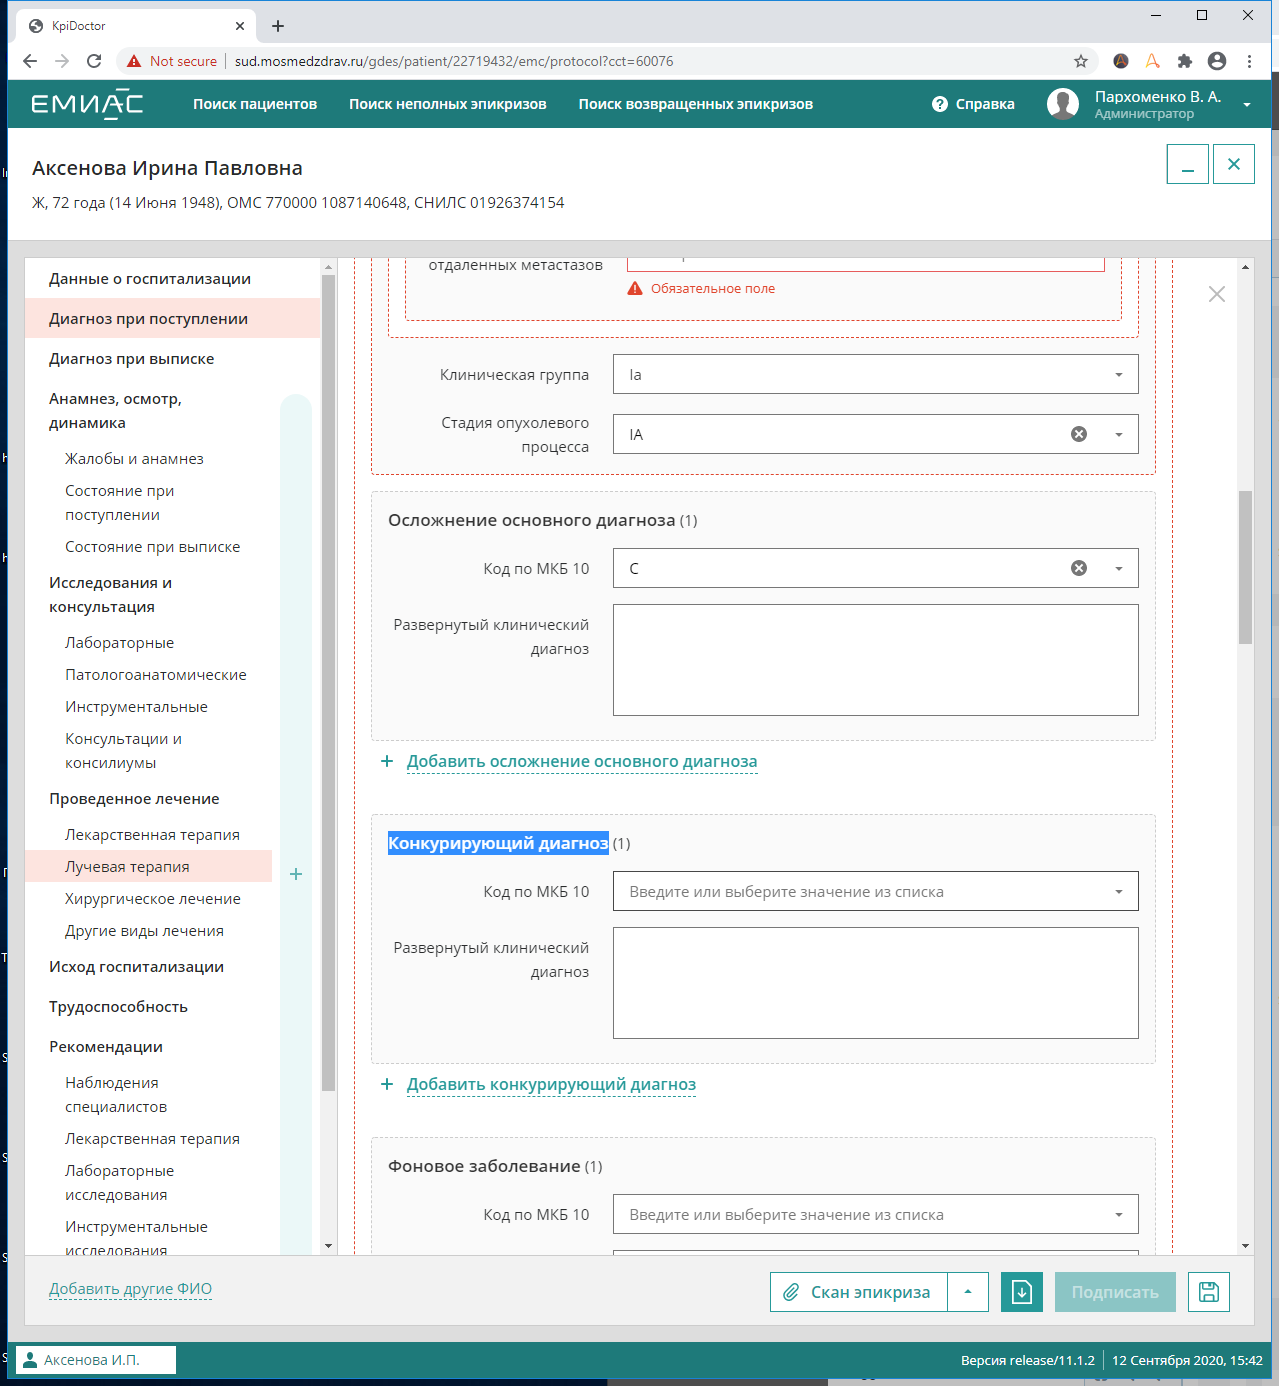 KpiDoctor
Not secure
sud.mosmedzdrav.ru/gdes/patient/22719432/emc/protocol?cct=60076
ЕМИАС
Поиск пациентов
Поиск неполных эпикризов
Поиск возвращенных эпикризов
Справка
Пархоменко В. А.
Администратор
Аксенова Ирина Павловна
Ж, 72 года (14 Июня 1948), ОМС 770000 1087140648, СНИЛС 01926374154
Данные о госпитализации
Диагноз при поступлении
Диагноз при выписке
Анамнез, осмотр,
динамика
Жалобы и анамнез
Состояние при
поступлении
Состояние при выписке
Исследования и
консультация
Лабораторные
Патологоанатомические
Инструментальные
Консультации и
консилиумы
Проведенное лечение
Лекарственная терапия
Лучевая терапия
Хирургическое лечение
Другие виды лечения
Исход госпитализации
Трудоспособность
Рекомендации
Наблюдения
специалистов
Лекарственная терапия
Лабораторные
исследования
Инструментальные
исследования
отдаленных метастазов
Обязательное поле
Клиническая группа
Ia
Стадия опухолевого
процесса
IA
Осложнение основного диагноза (1)
Код по МКБ 10
C
Развернутый клинический
диагноз
+ Добавить осложнение основного диагноза
Конкурирующий диагноз (1)
Код по МКБ 10
Введите или выберите значение из списка
Развернутый клинический
диагноз
+ Добавить конкурирующий диагноз
Фоновое заболевание (1)
Код по МКБ 10
Введите или выберите значение из списка
Добавить другие ФИО
Скан эпикриза
Подписать
Аксенова И.П.
Версия release/11.1.2
12 Сентября 2020, 15:42